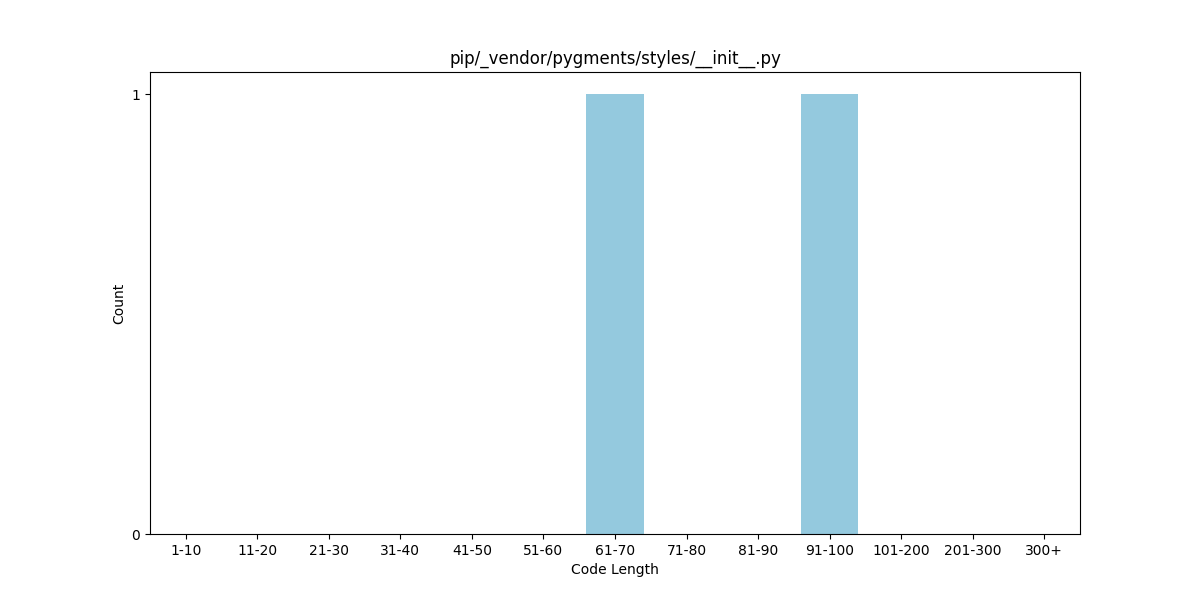 pip/_vendor/pygments/styles/__init__.py
1
Count
0
1-10 11-20 21-30 31-40 41-50 51-60 61-70 71-80 81-90 91-100 101-200 201-300 300+
Code Length